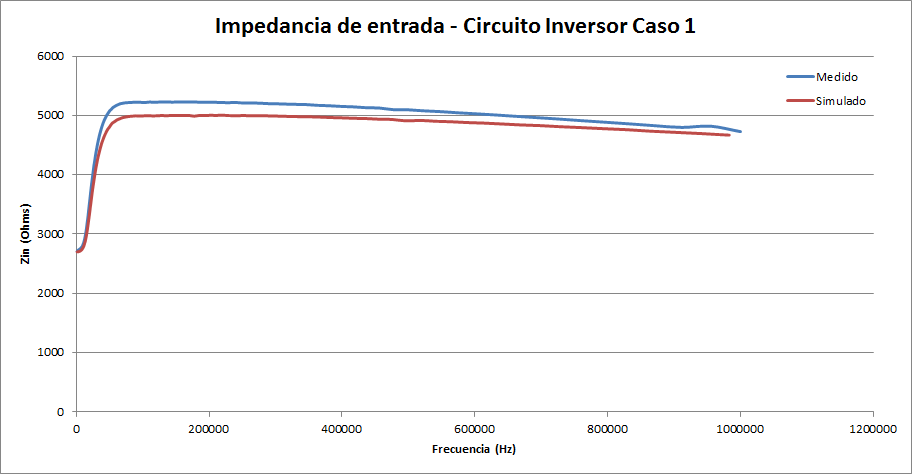 Impedancia de entrada - Circuito Inversor Caso 1
6000
5000
4000
3000
2000
1000
0
Zin (Ohms)
Medido
Simulado
0 200000 400000 600000 800000 1000000 1200000
Frecuencia (Hz)